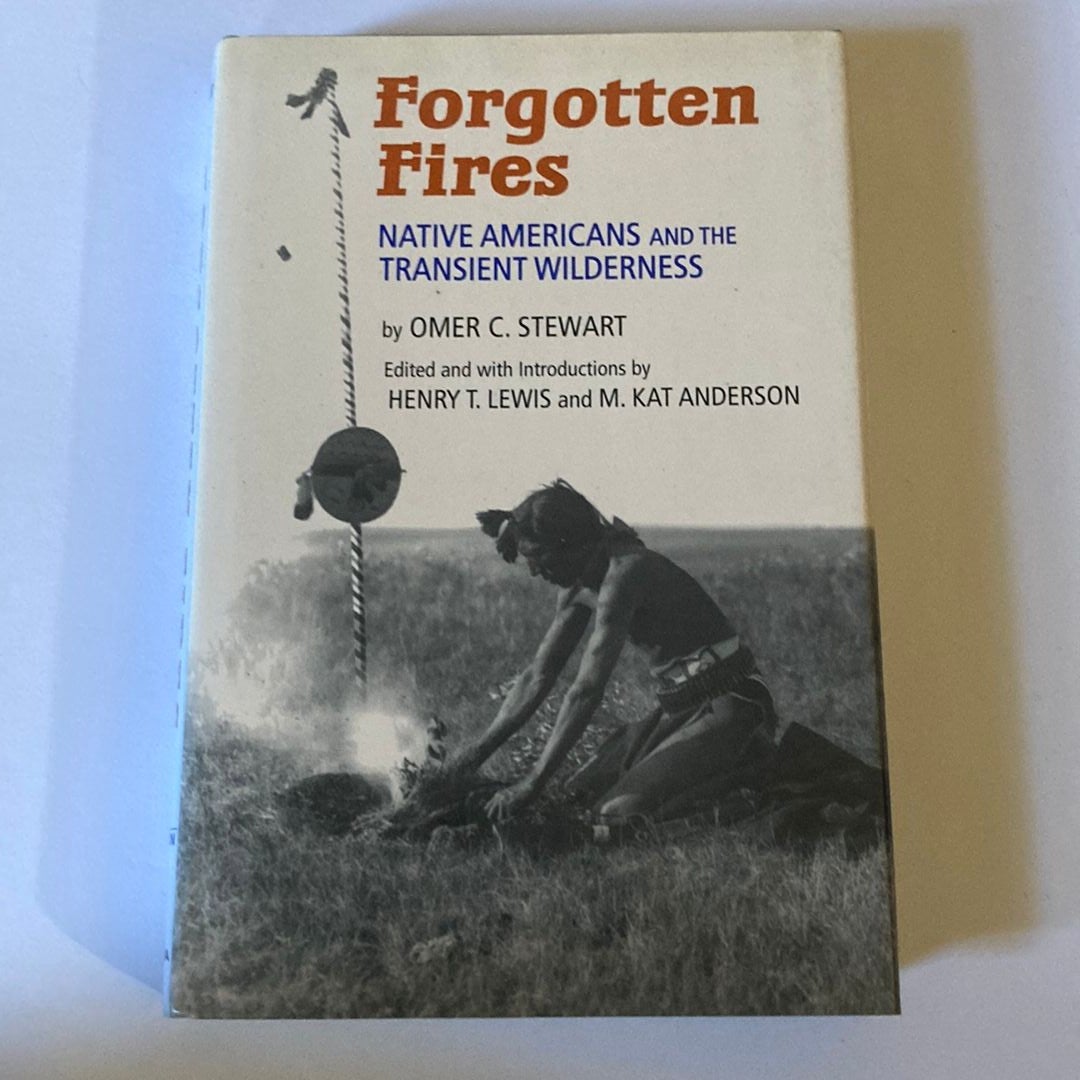 Forgotten
Fires
NATIVE AMERICANS AND THE
TRANSIENT WILDERNESS
by OMER C. STEWART
Edited and with Introductions by
HENRY T. LEWIS and M. KAT ANDERSON